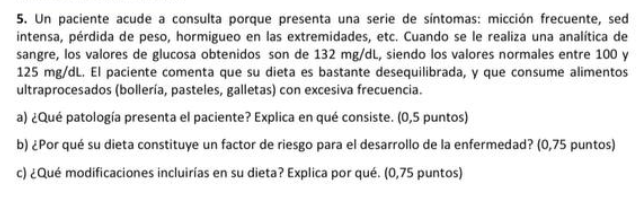 5. Un paciente acude a consulta porque presenta una serie de síntomas: micción frecuente, sed
intensa, pérdida de peso, hormigueo en las extremidades, etc. Cuando se le realiza una analítica de
sangre, los valores de glucosa obtenidos son de 132 mg/dL, siendo los valores normales entre 100 y
125 mg/dL. El paciente comenta que su dieta es bastante desequilibrada, y que consume alimentos
ultraprocesados (bollería, pasteles, galletas) con excesiva frecuencia.
a) ¿Qué patología presenta el paciente? Explica en qué consiste. (0,5 puntos)
b) ¿Por qué su dieta constituye un factor de riesgo para el desarrollo de la enfermedad? (0,75 puntos)
c) ¿Qué modificaciones incluirías en su dieta? Explica por qué. (0,75 puntos)